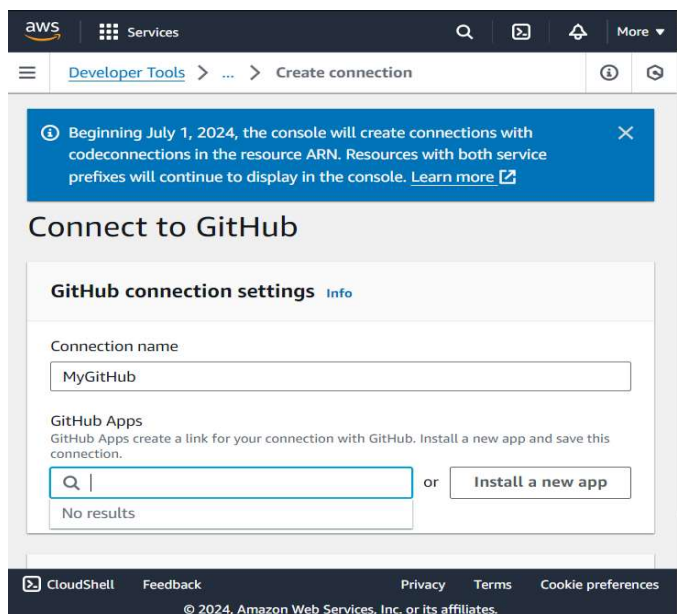 aws
Services
More
Developer Tools > ... > Create connection
Beginning July 1, 2024, the console will create connections with
codeconnections in the resource ARN. Resources with both service
prefixes will continue to display in the console. Learn more
Connect to GitHub
GitHub connection settings Info
Connection name
MyGitHub
GitHub Apps
GitHub Apps create a link for your connection with GitHub. Install a new app and save this
connection.
or
Install a new app
No results
CloudShell Feedback Privacy Terms Cookie preferences
© 2024, Amazon Web Services, Inc. or its affiliates.